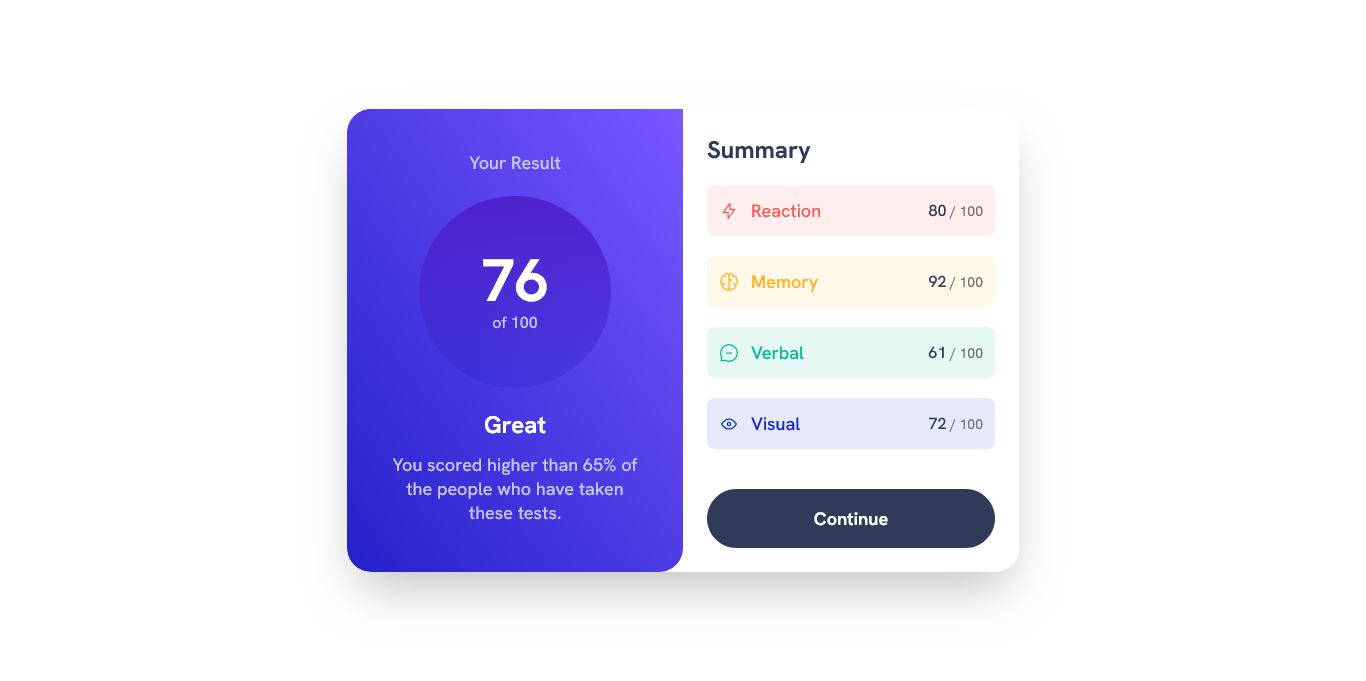 Your Result
76
of 100
Great
You scored higher than 65% of
the people who have taken
these tests.
Summary
Reaction 80 / 100
Memory 92 / 100
Verbal 61 / 100
Visual 72 / 100
Continue